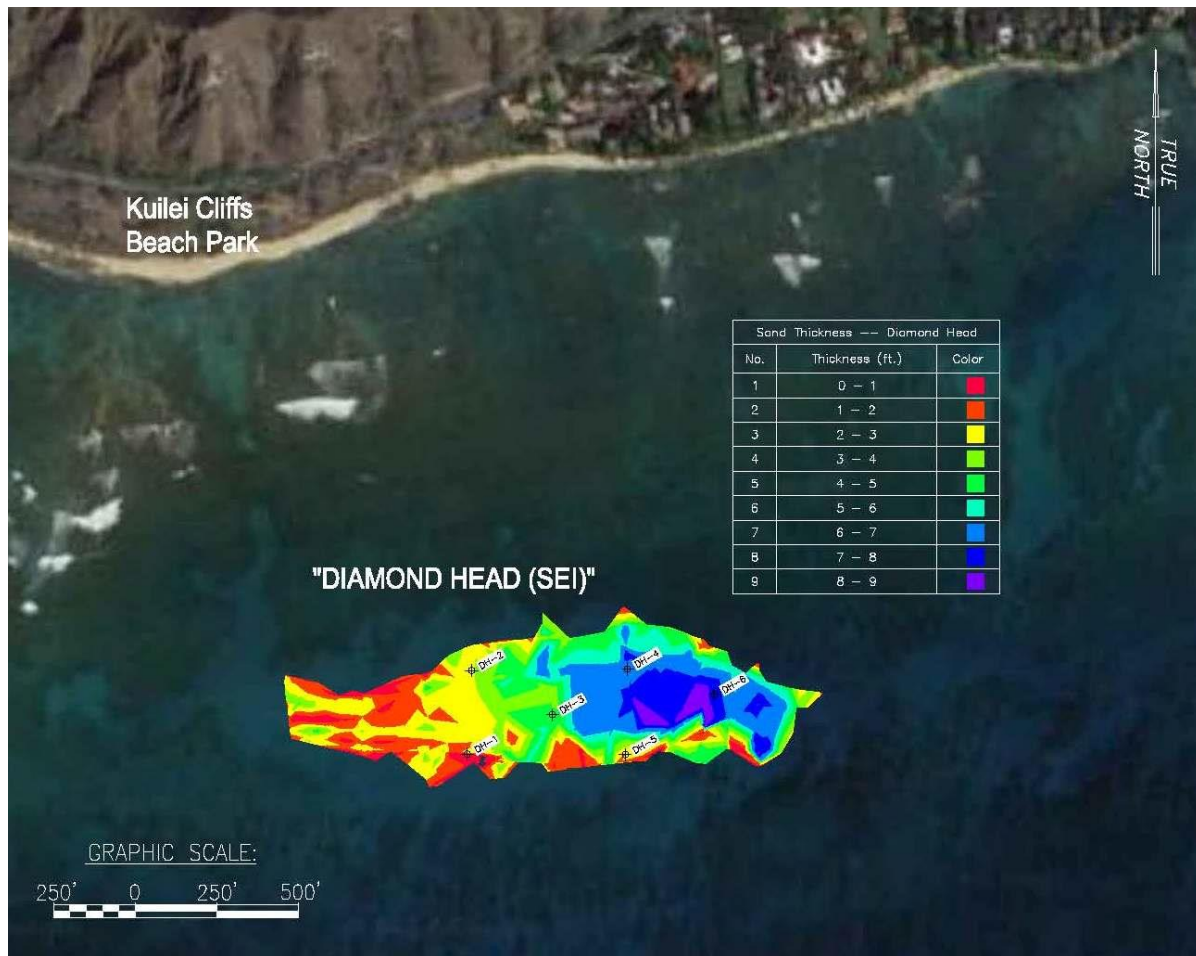 TRUE
NORTH
Kuilei Cliffs
Beach Park
Sand Thickness –– Diamond Head
No. Thickness (ft.) Color
1 0 – 1
2 1 – 2
3 2 – 3
4 3 – 4
5 4 – 5
6 5 – 6
7 6 – 7
8 7 – 8
9 8 – 9
"DIAMOND HEAD (SEI)"
DH–2
DH–4
DH–6
DH–3
DH–1
DH–5
GRAPHIC SCALE:
250' 0 250' 500'